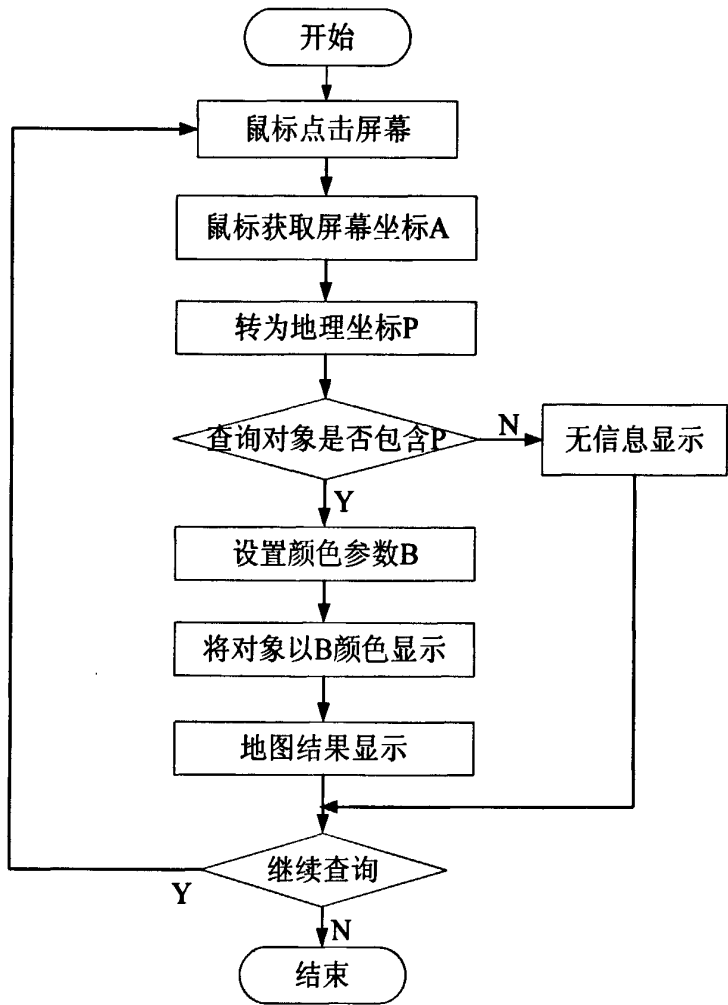 开始
鼠标点击屏幕
鼠标获取屏幕坐标A
转为地理坐标P
查询对象是否包含P
N
无信息显示
Y
设置颜色参数B
将对象以B颜色显示
地图结果显示
继续查询
Y
N
结束